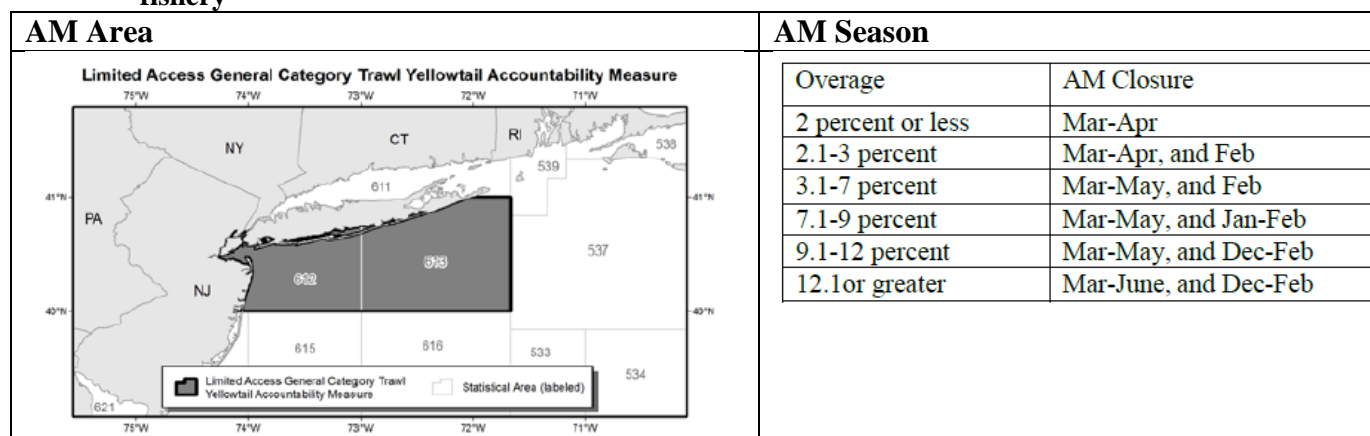 fishery
AM Area
AM Season
Limited Access General Category Trawl Yellowtail Accountability Measure
75°W 74°W 73°W 72°W 71°W
NY CT RI 538
539
611
41°N 41°N
PA
537
613
612
NJ
40°N 40°N
615 616 533
534
Limited Access General Category Trawl
Yellowtail Accountability Measure
Statistical Area (labeled)
621
75°W 74°W 73°W 72°W 71°W
Overage AM Closure
2 percent or less Mar-Apr
2.1-3 percent Mar-Apr, and Feb
3.1-7 percent Mar-May, and Feb
7.1-9 percent Mar-May, and Jan-Feb
9.1-12 percent Mar-May, and Dec-Feb
12.1or greater Mar-June, and Dec-Feb